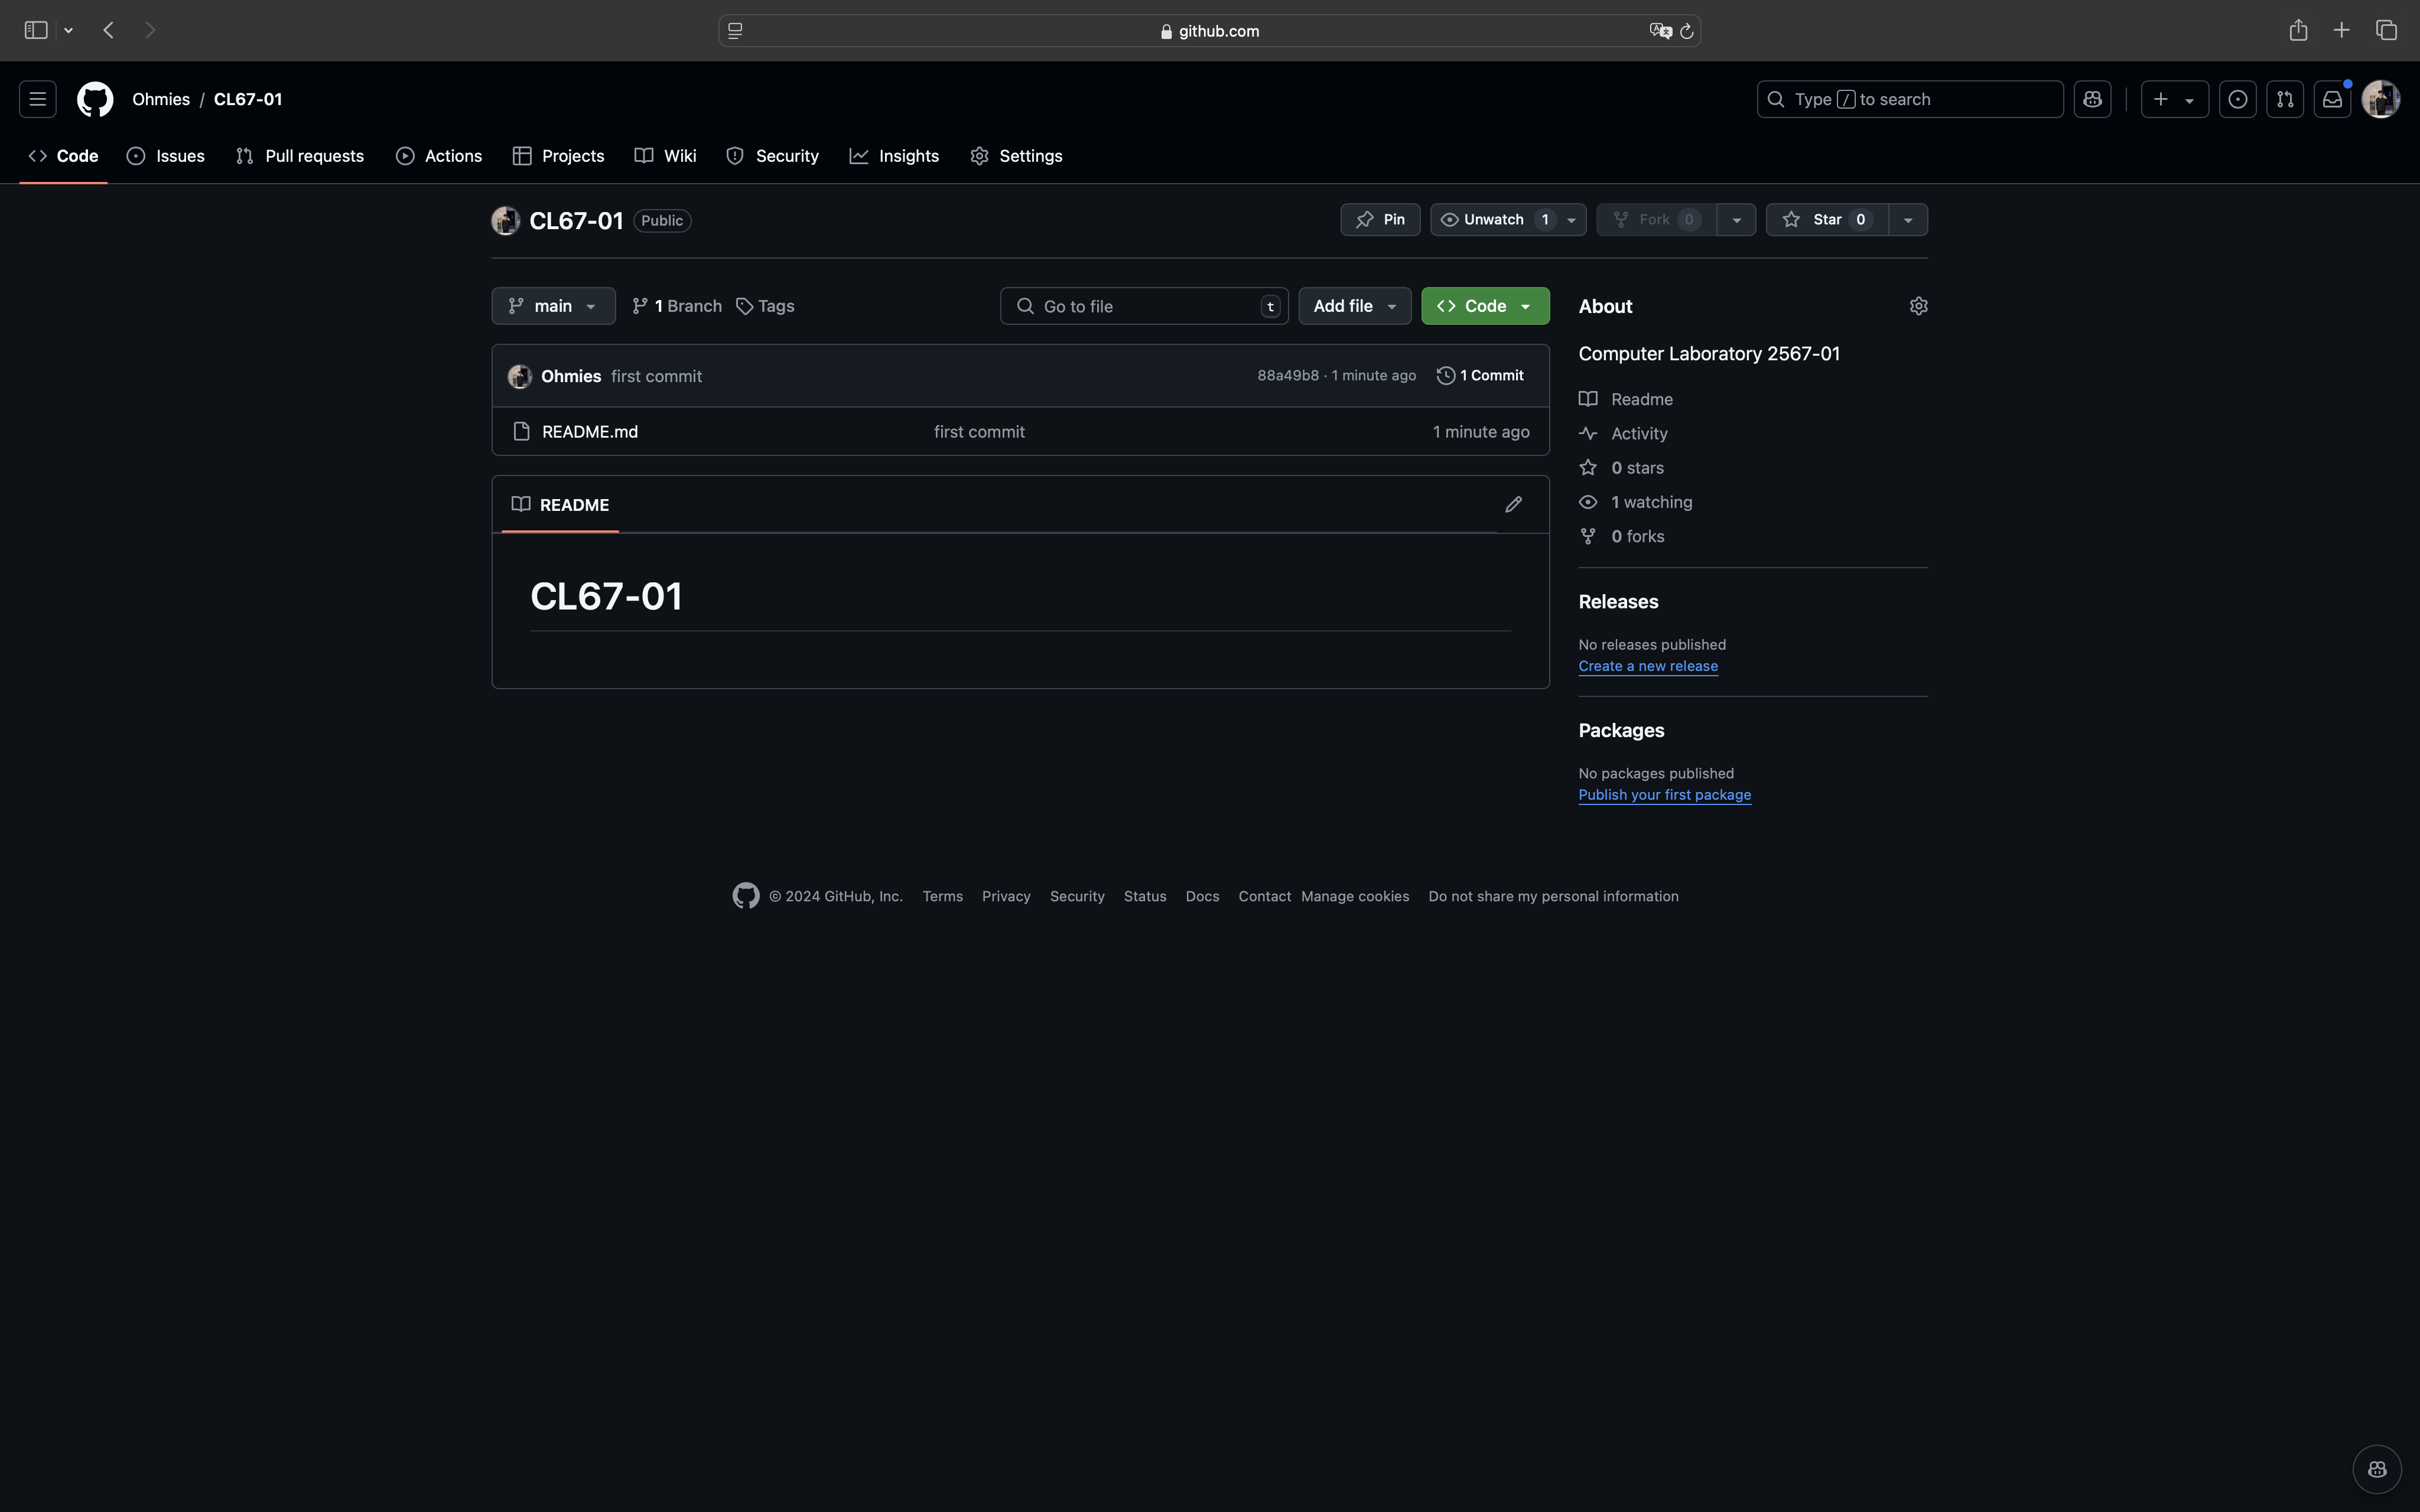 github.com
Ohmies / CL67-01
Type / to search
Code Issues Pull requests Actions Projects Wiki Security Insights Settings
CL67-01 Public
Pin Unwatch 1 Fork 0 Star 0
main 1 Branch Tags Go to file t Add file Code
Ohmies first commit 88a49b8 · 1 minute ago 1 Commit
README.md first commit 1 minute ago
README
CL67-01
About
Computer Laboratory 2567-01
Readme
Activity
0 stars
1 watching
0 forks
Releases
No releases published
Create a new release
Packages
No packages published
Publish your first package
© 2024 GitHub, Inc. Terms Privacy Security Status Docs Contact Manage cookies Do not share my personal information